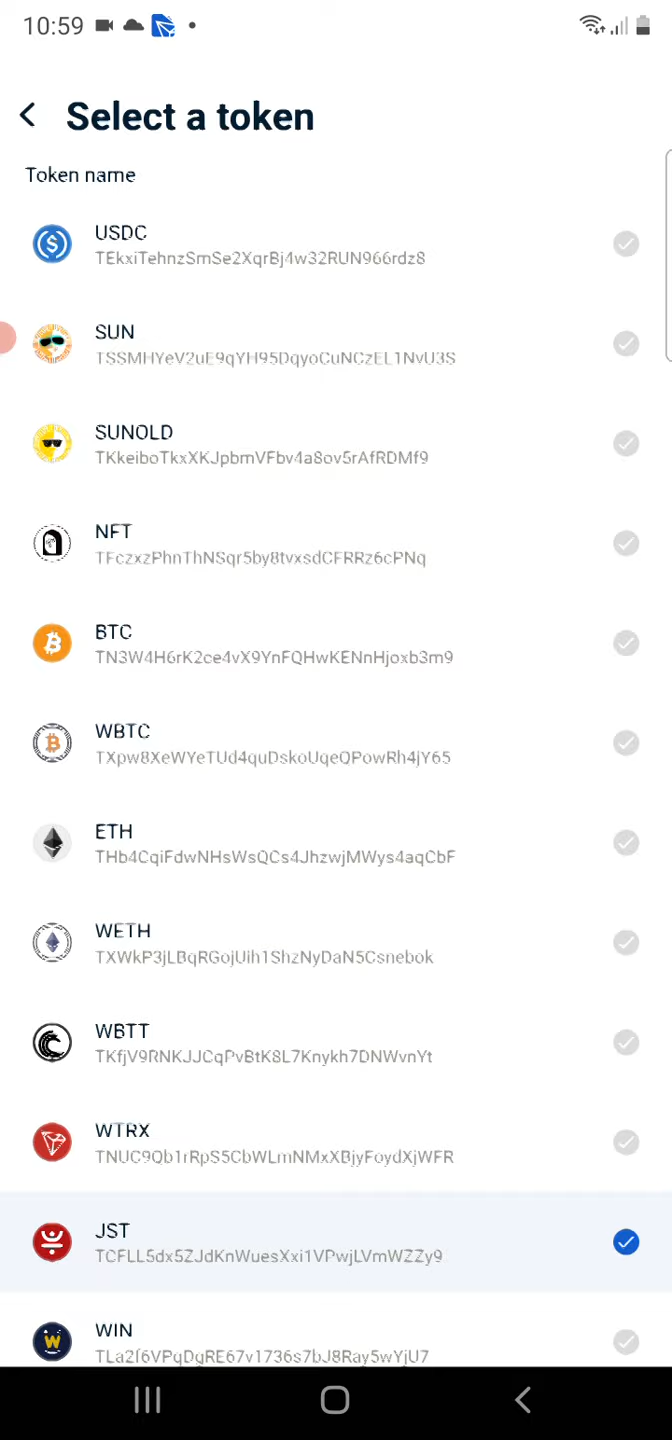 10:59
Select a token
Token name
USDC
TEkxiTehnzSmSe2XqrBj4w32RUN966rdz8
SUN
TSSMHYeV2uE9qYH95DqyoCuNCzEL1NvU3S
SUNOLD
TKkeiboTkxXKJpbmVFbv4a8ov5rAfRDMf9
NFT
TFczxzPhnThNSqr5by8tvxsdCFRRz6cPNq
BTC
TN3W4H6rK2ce4vX9YnFQHwKENnHjoxb3m9
WBTC
TXpw8XeWYeTUd4quDskoUqeQPowRh4jY65
ETH
THb4CqiFdwNHsWsQCs4JhzwjMWys4aqCbF
WETH
TXWkP3jLBqRGojUih1ShzNyDaN5Csnebok
WBTT
TKfjV9RNKJJCqPvBtK8L7Knykh7DNWvnYt
WTRX
TNUC9Qb1rRpS5CbWLmNMxXBjyFoydXjWFR
JST
TCFLL5dx5ZJdKnWuesXxi1VPwjLVmWZZy9
WIN
TLa2f6VPqDgRE67v1736s7bJ8Ray5wYjU7